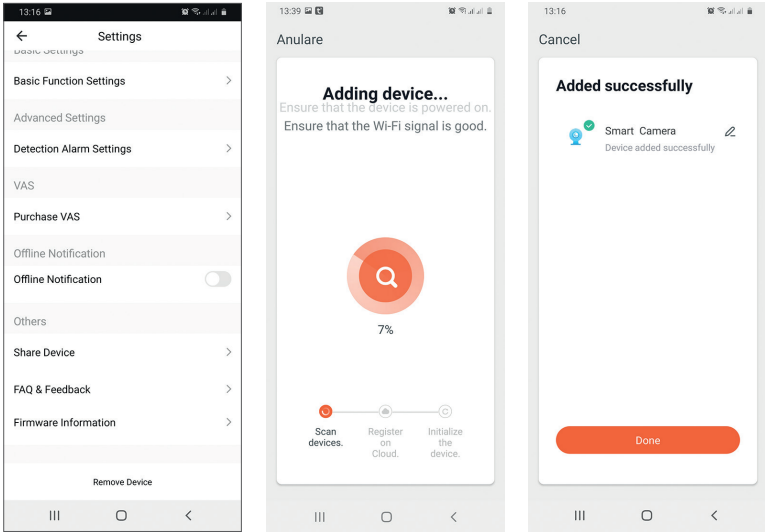 13:16
Settings
Basic Settings
Basic Function Settings
Advanced Settings
Detection Alarm Settings
VAS
Purchase VAS
Offline Notification
Offline Notification
Others
Share Device
FAQ & Feedback
Firmware Information
Remove Device
13:39
Anulare
Adding device...
Ensure that the device is powered on.
Ensure that the Wi-Fi signal is good.
7%
Scan
devices.
Register
on
Cloud.
Initialize
the
device.
13:16
Cancel
Added successfully
Smart Camera
Device added successfully
Done